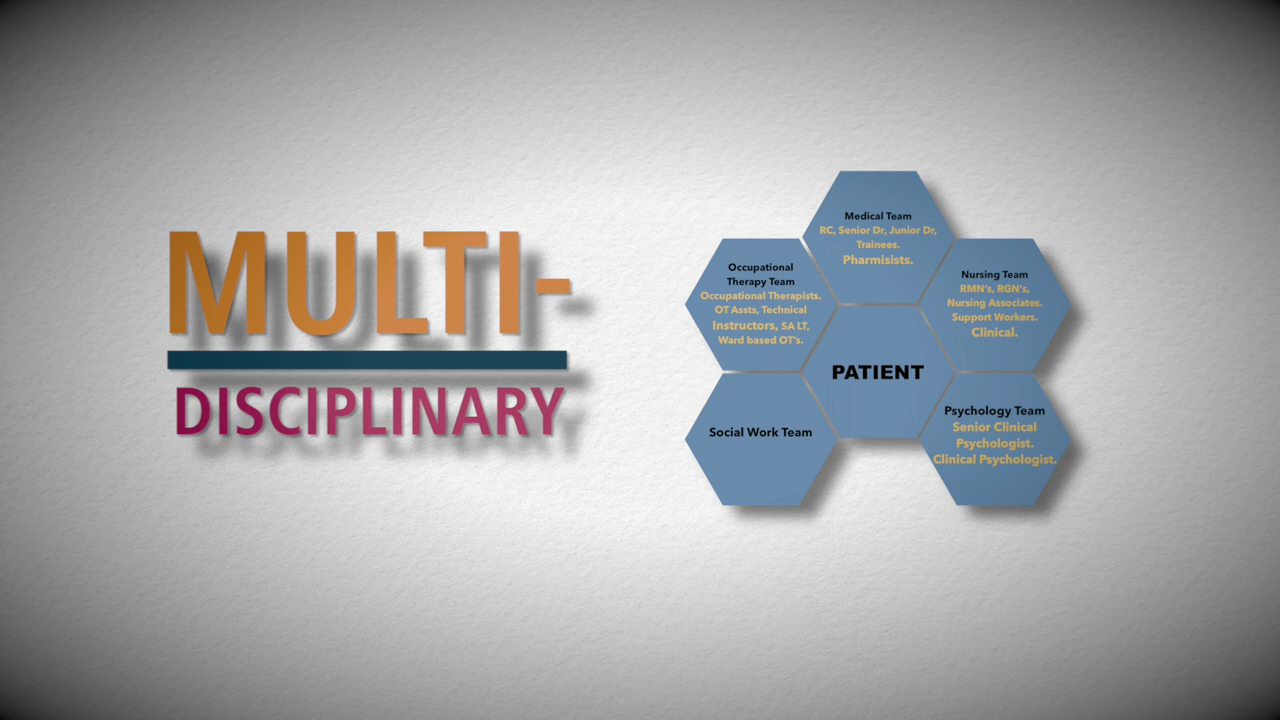 MULTI-
DISCIPLINARY
Medical Team
RC, Senior Dr, Junior Dr,
Trainees.
Pharmisists.
Occupational
Therapy Team
Occupational Therapists.
OT Assts, Technical
Instructors, SA LT,
Ward based OT's.
Nursing Team
RMN's, RGN's,
Nursing Associates.
Support Workers.
Clinical.
PATIENT
Social Work Team
Psychology Team
Senior Clinical
Psychologist.
Clinical Psychologist.